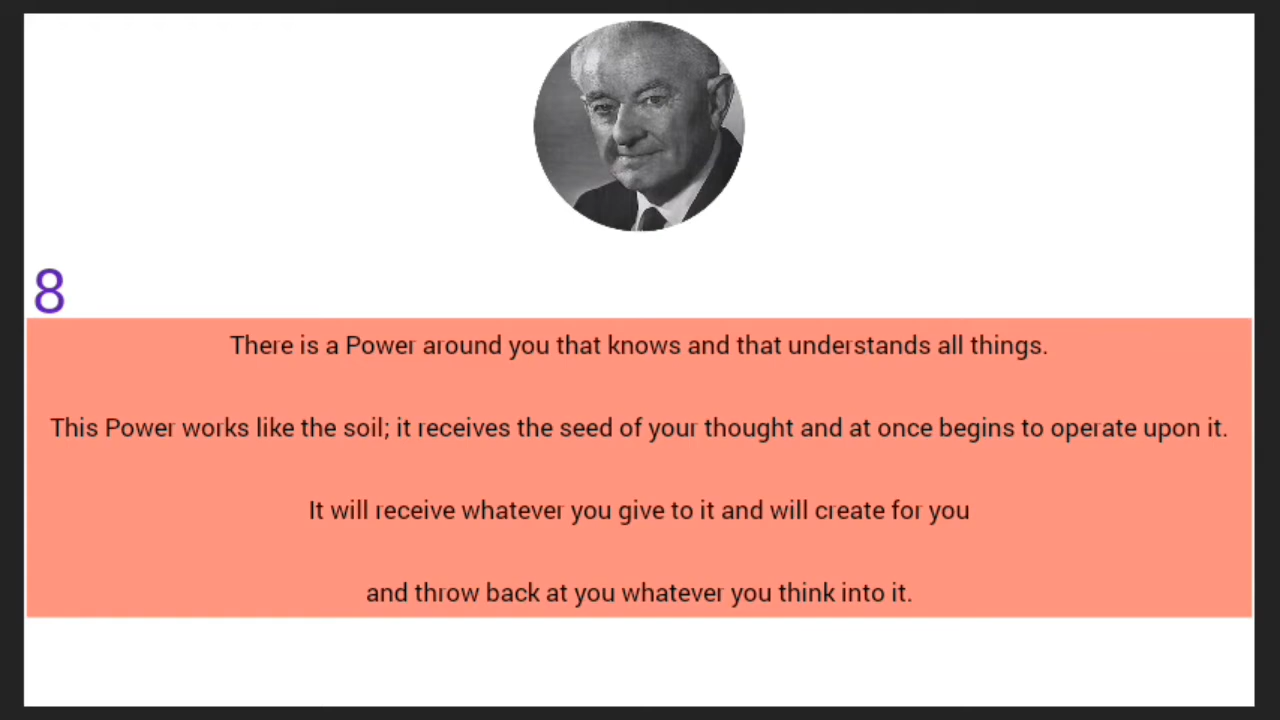 8
There is a Power around you that knows and that understands all things.
This Power works like the soil; it receives the seed of your thought and at once begins to operate upon it.
It will receive whatever you give to it and will create for you
and throw back at you whatever you think into it.